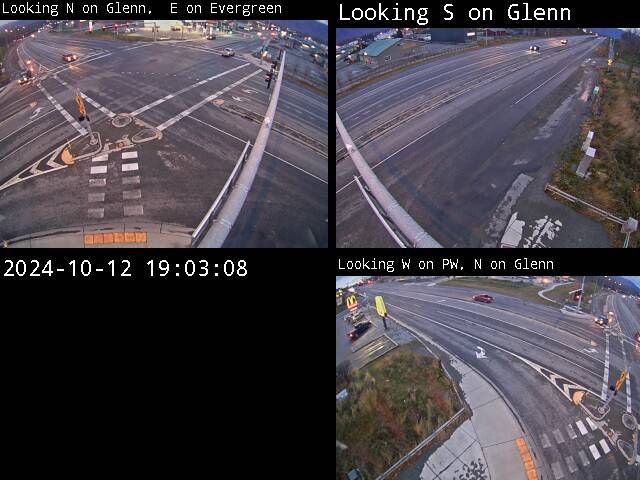 Looking N on Glenn, E on Evergreen
Looking S on Glenn
2024-10-12 19:03:08
Looking W on PW, N on Glenn